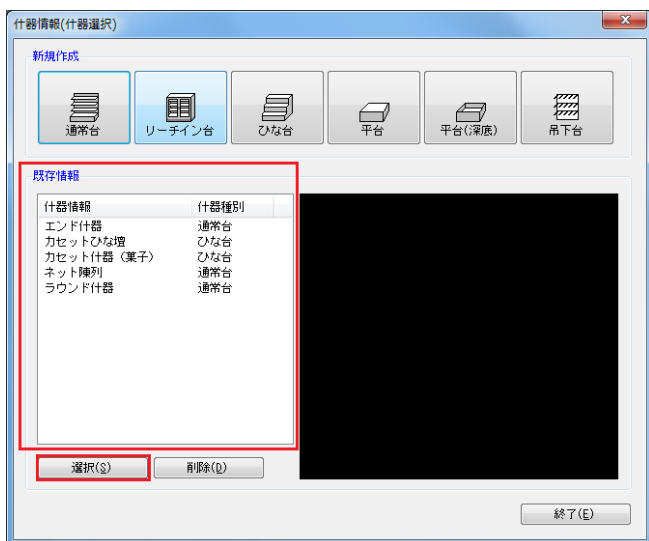 什器情報(什器選択)
新規作成
通常台 リーチイン台 ひな台 平台 平台(深底) 吊下台
既存情報
什器情報 什器種別
エンド什器 通常台
カセットひな壇 ひな台
カセット什器（菓子） ひな台
ネット陳列 通常台
ラウンド什器 通常台
選択(S) 削除(D)
終了(E)